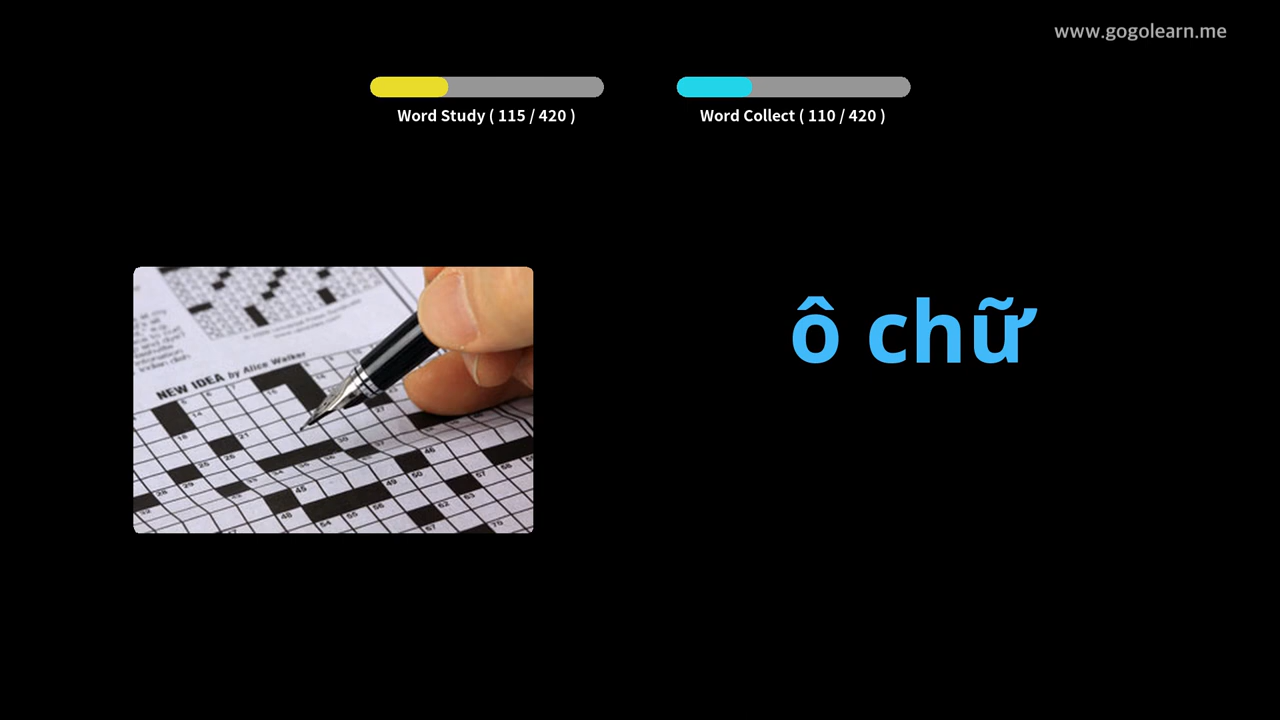 www.gogolearn.me
Word Study ( 115 / 420 )
Word Collect ( 110 / 420 )
ô chữ
NEW IDEA by Alice Walker